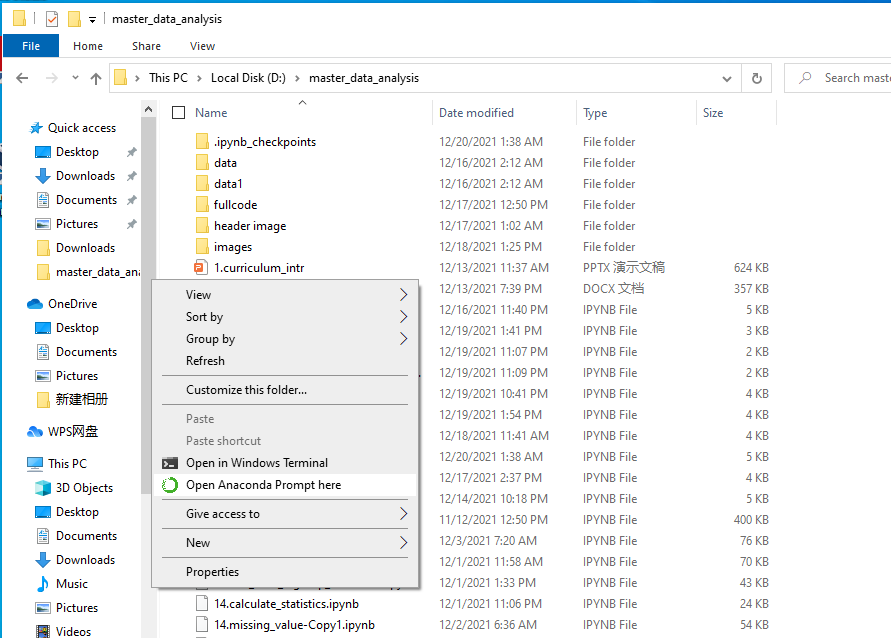 master_data_analysis
File Home Share View
This PC Local Disk (D:) master_data_analysis
Search maste
Name Date modified Type Size
Quick access
Desktop
Downloads
Documents
Pictures
Downloads
master_data_ana
OneDrive
Desktop
Documents
Pictures
新建相册
WPS网盘
This PC
3D Objects
Desktop
Documents
Downloads
Music
Pictures
Videos
.ipynb_checkpoints 12/20/2021 1:38 AM File folder
data 12/16/2021 2:12 AM File folder
data1 12/16/2021 2:12 AM File folder
fullcode 12/17/2021 12:50 PM File folder
header image 12/17/2021 1:02 AM File folder
images 12/18/2021 1:25 PM File folder
1.curriculum_intr 12/13/2021 11:37 AM PPTX 演示文稿 624 KB
12/13/2021 7:39 PM DOCX 文档 357 KB
12/16/2021 11:40 PM IPYNB File 5 KB
12/19/2021 1:41 PM IPYNB File 3 KB
12/19/2021 11:07 PM IPYNB File 2 KB
12/19/2021 11:09 PM IPYNB File 2 KB
12/19/2021 10:41 PM IPYNB File 4 KB
12/19/2021 1:54 PM IPYNB File 4 KB
12/18/2021 11:41 AM IPYNB File 4 KB
12/20/2021 1:38 AM IPYNB File 5 KB
12/17/2021 2:37 PM IPYNB File 4 KB
12/14/2021 10:18 PM IPYNB File 5 KB
11/12/2021 12:50 PM IPYNB File 400 KB
12/3/2021 7:20 AM IPYNB File 76 KB
12/1/2021 11:58 AM IPYNB File 70 KB
12/1/2021 1:33 PM IPYNB File 43 KB
14.calculate_statistics.ipynb 12/1/2021 11:06 PM IPYNB File 24 KB
14.missing_value-Copy1.ipynb 12/2/2021 6:36 AM IPYNB File 54 KB
View
Sort by
Group by
Refresh
Customize this folder...
Paste
Paste shortcut
Open in Windows Terminal
Open Anaconda Prompt here
Give access to
New
Properties